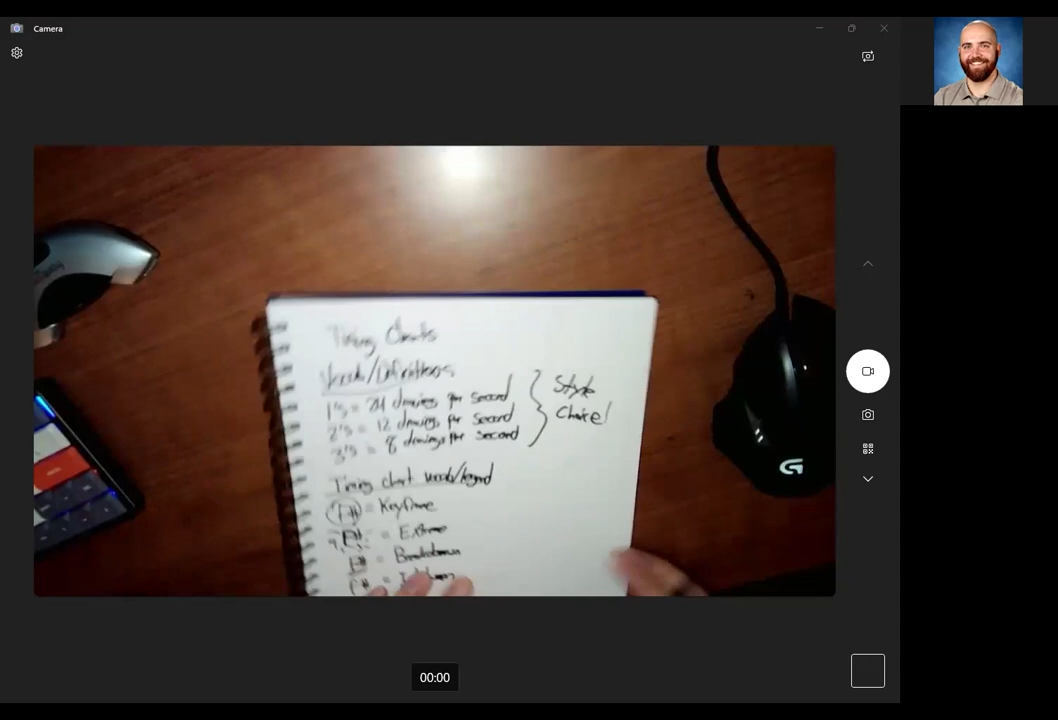 Camera
Timing Charts
Vocab/Definitions
1's = 24 drawings per second
2's = 12 drawings per second
3's = 8 drawings per second
Style
Choice!
Timing chart vocab/legend
= Keyframe
= Extreme
= Breakdown
00:00